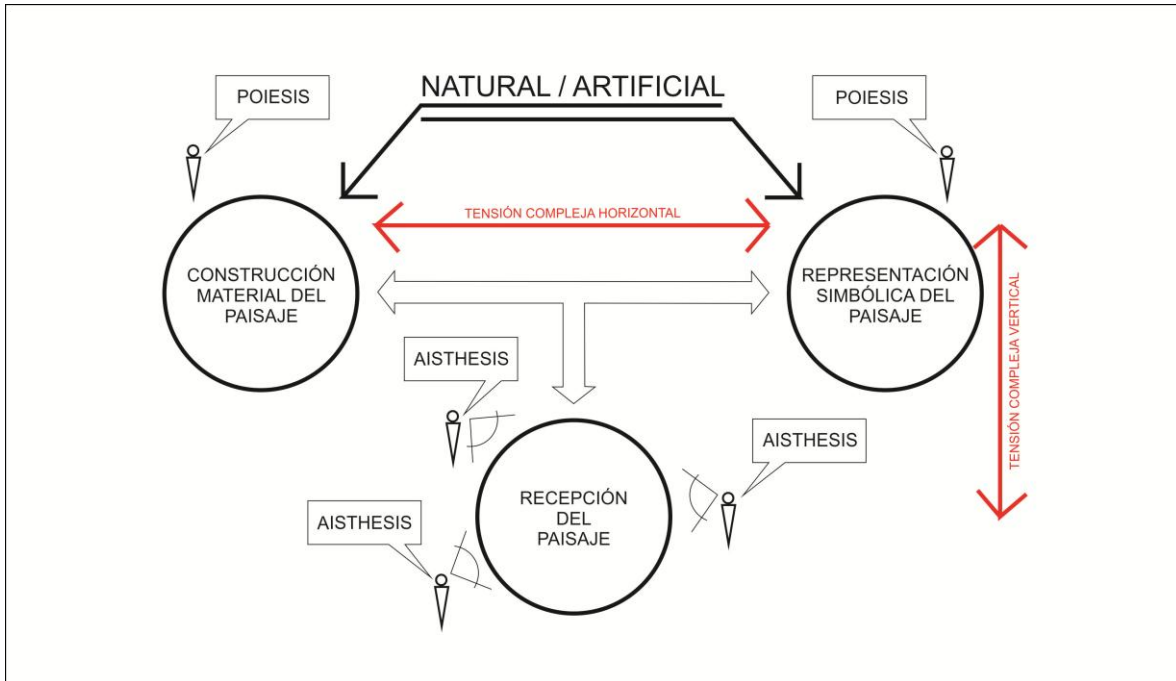 NATURAL / ARTIFICIAL
POIESIS
POIESIS
TENSIÓN COMPLEJA HORIZONTAL
CONSTRUCCIÓN
MATERIAL DEL
PAISAJE
REPRESENTACIÓN
SIMBÓLICA DEL
PAISAJE
TENSIÓN COMPLEJA VERTICAL
AISTHESIS
AISTHESIS
AISTHESIS
RECEPCIÓN
DEL
PAISAJE